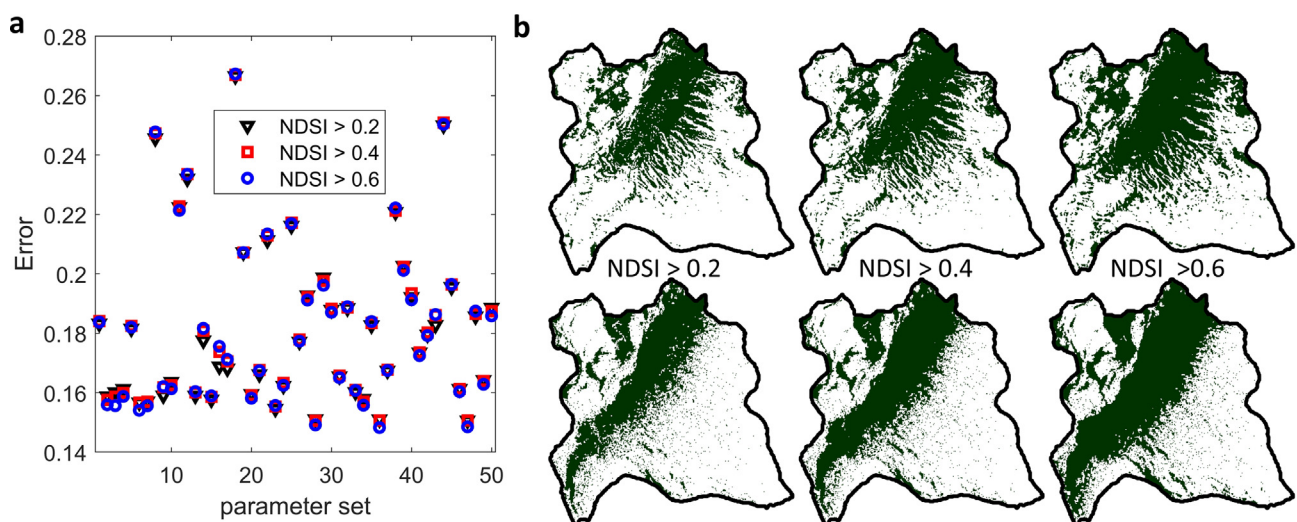 a
0.28
0.26
0.24
0.22
0.2
0.18
0.16
0.14
Error
NDSI > 0.2
NDSI > 0.4
NDSI > 0.6
10
20
30
40
50
parameter set
b
NDSI > 0.2
NDSI > 0.4
NDSI >0.6